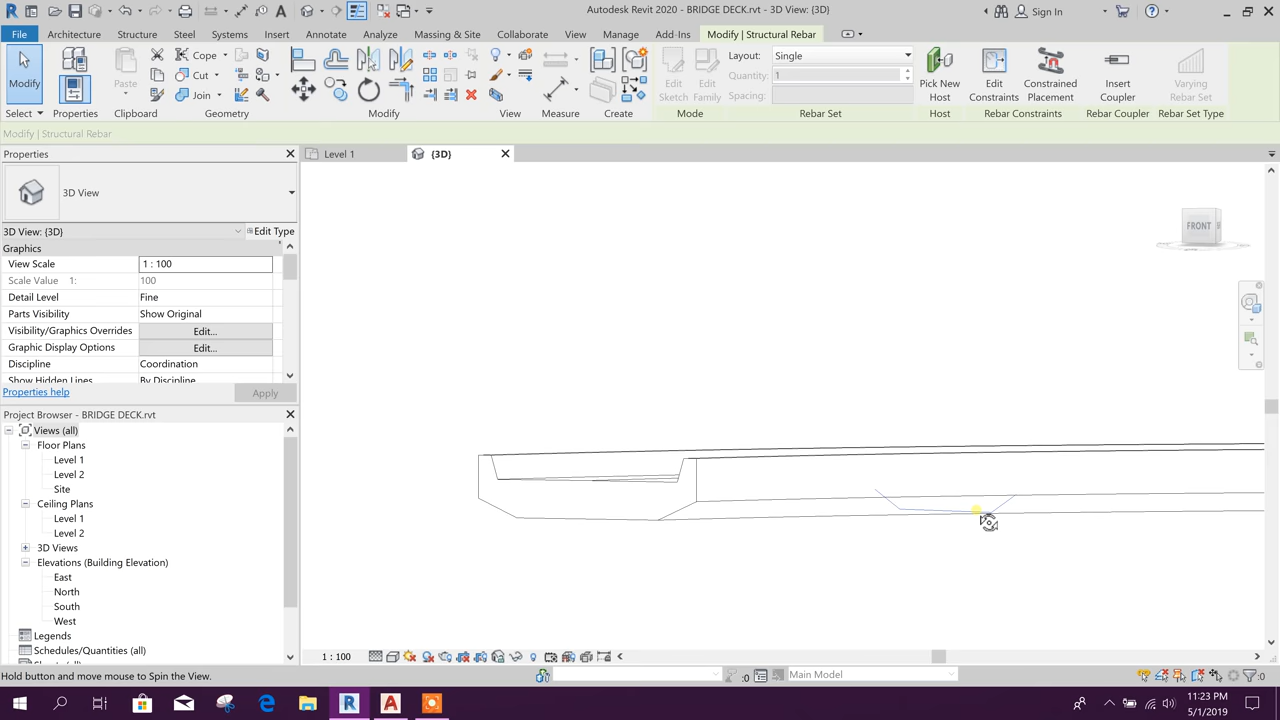 Autodesk Revit 2020 - BRIDGE DECK.rvt - 3D View: {3D}
Sign In
File Architecture Structure Steel Systems Insert Annotate Analyze Massing & Site Collaborate View Manage Add-Ins Modify | Structural Rebar
Modify
Paste
Cope
Cut
Join
Edit Sketch
Edit Family
Layout: Single
Quantity: 1
Spacing:
Pick New Host
Edit Constraints
Constrained Placement
Insert Coupler
Varying Rebar Set
Select Properties Clipboard Geometry Modify View Measure Create Mode Rebar Set Host Rebar Constraints Rebar Coupler Rebar Set Type
Modify | Structural Rebar
Properties
Level 1
{3D}
3D View
3D View: {3D}
Edit Type
Graphics
View Scale 1 : 100
Scale Value 1: 100
Detail Level Fine
Parts Visibility Show Original
Visibility/Graphics Overrides Edit...
Graphic Display Options Edit...
Discipline Coordination
Show Hidden Lines By Discipline
Properties help
Apply
Project Browser - BRIDGE DECK.rvt
Views (all)
Floor Plans
Level 1
Level 2
Site
Ceiling Plans
Level 1
Level 2
3D Views
Elevations (Building Elevation)
East
North
South
West
Legends
Schedules/Quantities (all)
FRONT
1 : 100
Hold button and move mouse to Spin the View.
:0
Main Model
:0
11:23 PM
5/1/2019